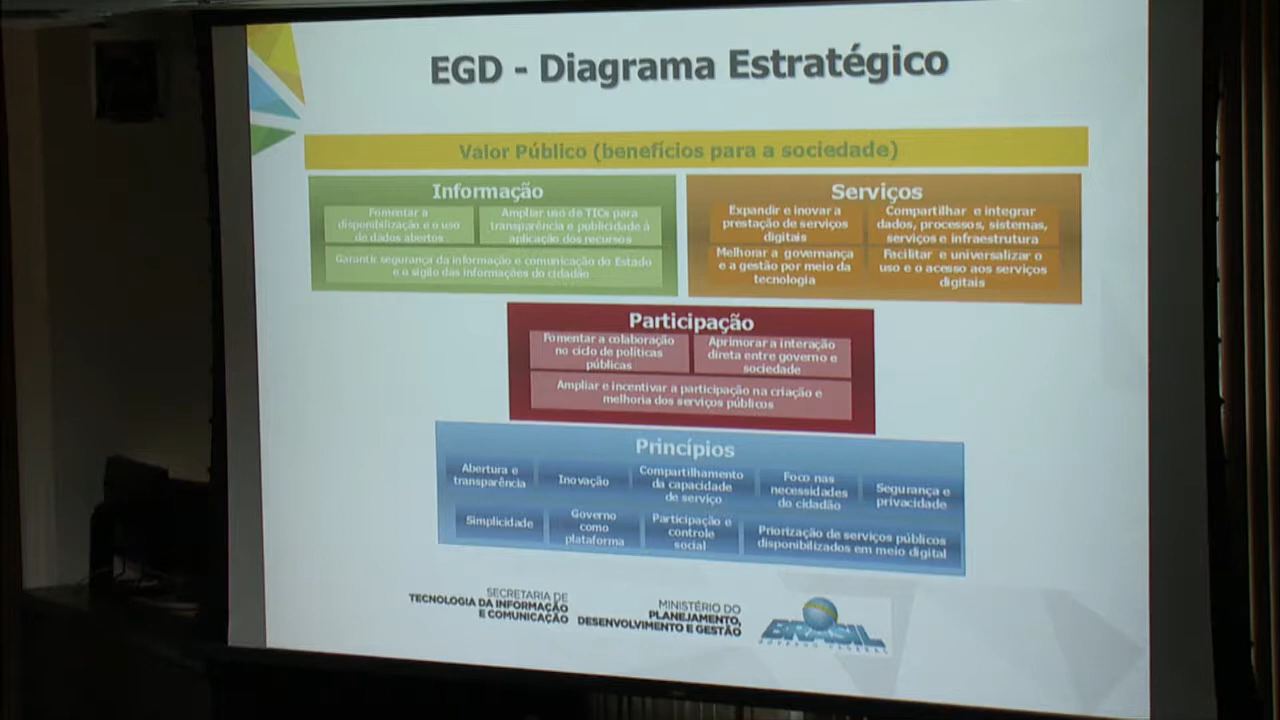 EGD - Diagrama Estratégico
Valor Público (benefícios para a sociedade)
Informação
Fomentar a
disponibilização e o uso
de dados abertos
Ampliar uso de TICs para
transparência e publicidade à
aplicação dos recursos
Garantir segurança da informação e comunicação do Estado
e o sigilo das informações do cidadão
Serviços
Expandir e inovar a
prestação de serviços
digitais
Compartilhar e integrar
dados, processos, sistemas,
serviços e infraestrutura
Melhorar a governança
e a gestão por meio da
tecnologia
Facilitar e universalizar o
uso e o acesso aos serviços
digitais
Participação
Fomentar a colaboração
no ciclo de políticas
públicas
Aprimorar a interação
direta entre governo e
sociedade
Ampliar e incentivar a participação na criação e
melhoria dos serviços públicos
Princípios
Abertura e
transparência
Inovação
Compartilhamento
da capacidade
de serviço
Foco nas
necessidades
do cidadão
Segurança e
privacidade
Simplicidade
Governo
como
plataforma
Participação e
controle
social
Priorização de serviços públicos
disponibilizados em meio digital
SECRETARIA DE
TECNOLOGIA DA INFORMAÇÃO
E COMUNICAÇÃO
MINISTÉRIO DO
PLANEJAMENTO,
DESENVOLVIMENTO E GESTÃO
BRASIL
GOVERNO FEDERAL